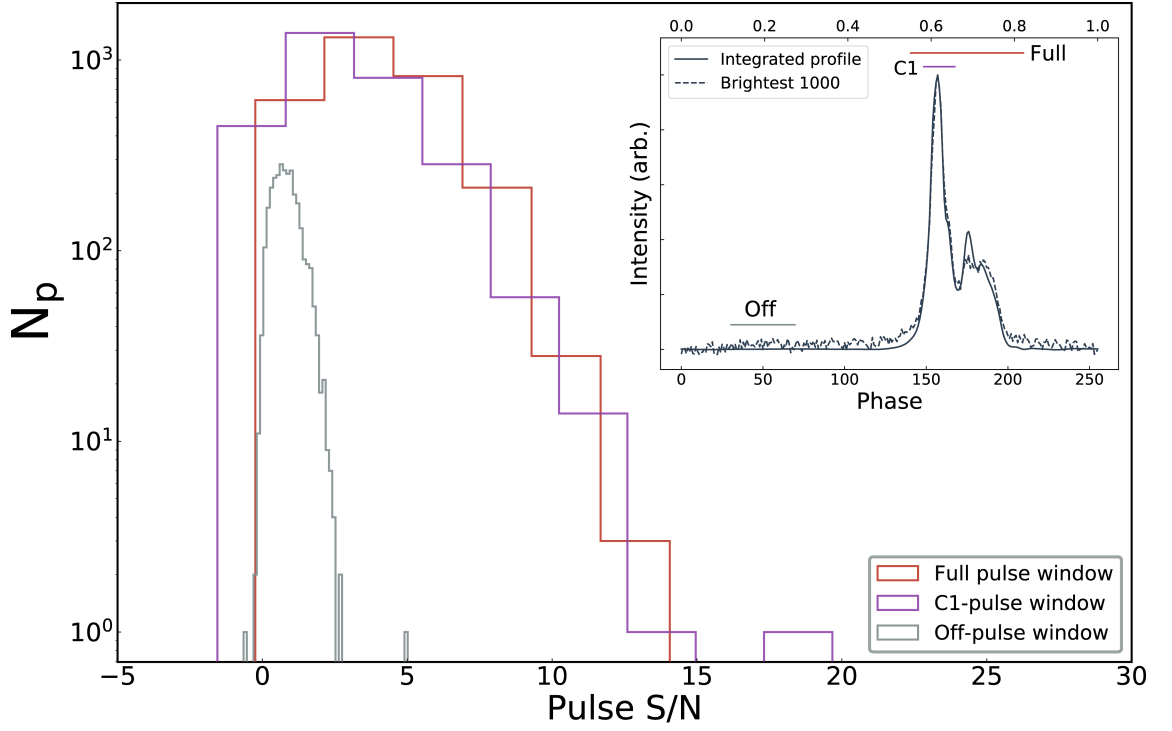 0.0 0.2 0.4 0.6 0.8 1.0
Integrated profile
Brightest 1000
Full
C1
Off
Intensity (arb.)
0 50 100 150 200 250
Phase
10³
10²
10¹
10⁰
Nₚ
Full pulse window
C1-pulse window
Off-pulse window
−5 0 5 10 15 20 25 30
Pulse S/N